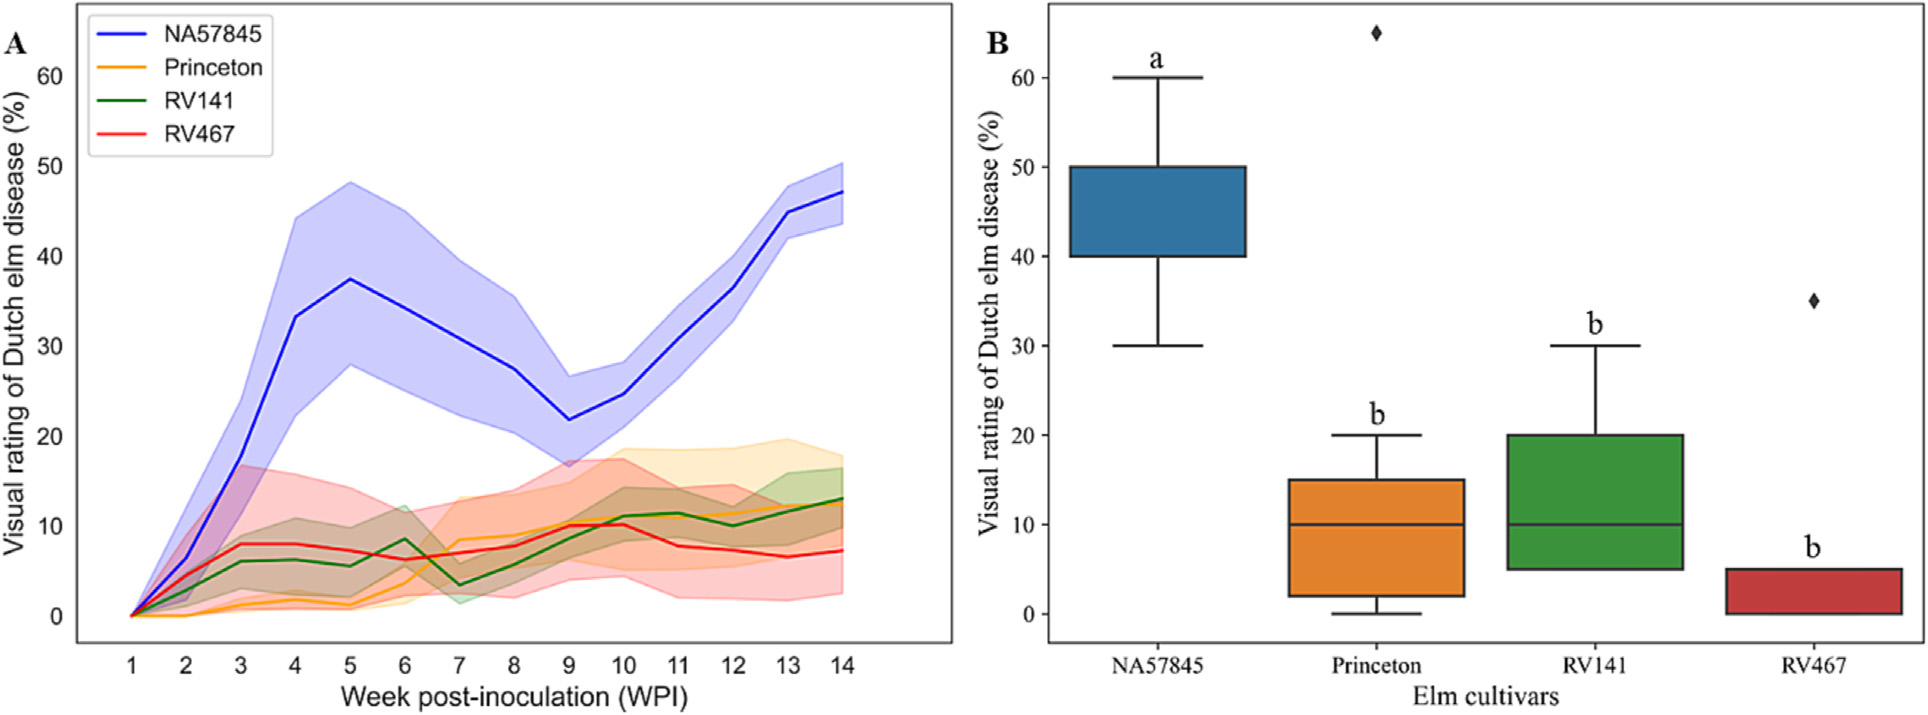 A
NA57845
Princeton
RV141
RV467
Visual rating of Dutch elm disease (%)
60
50
40
30
20
10
0
1 2 3 4 5 6 7 8 9 10 11 12 13 14
Week post-inoculation (WPI)
B
a
b
b
b
Visual rating of Dutch elm disease (%)
60
50
40
30
20
10
0
NA57845 Princeton RV141 RV467
Elm cultivars